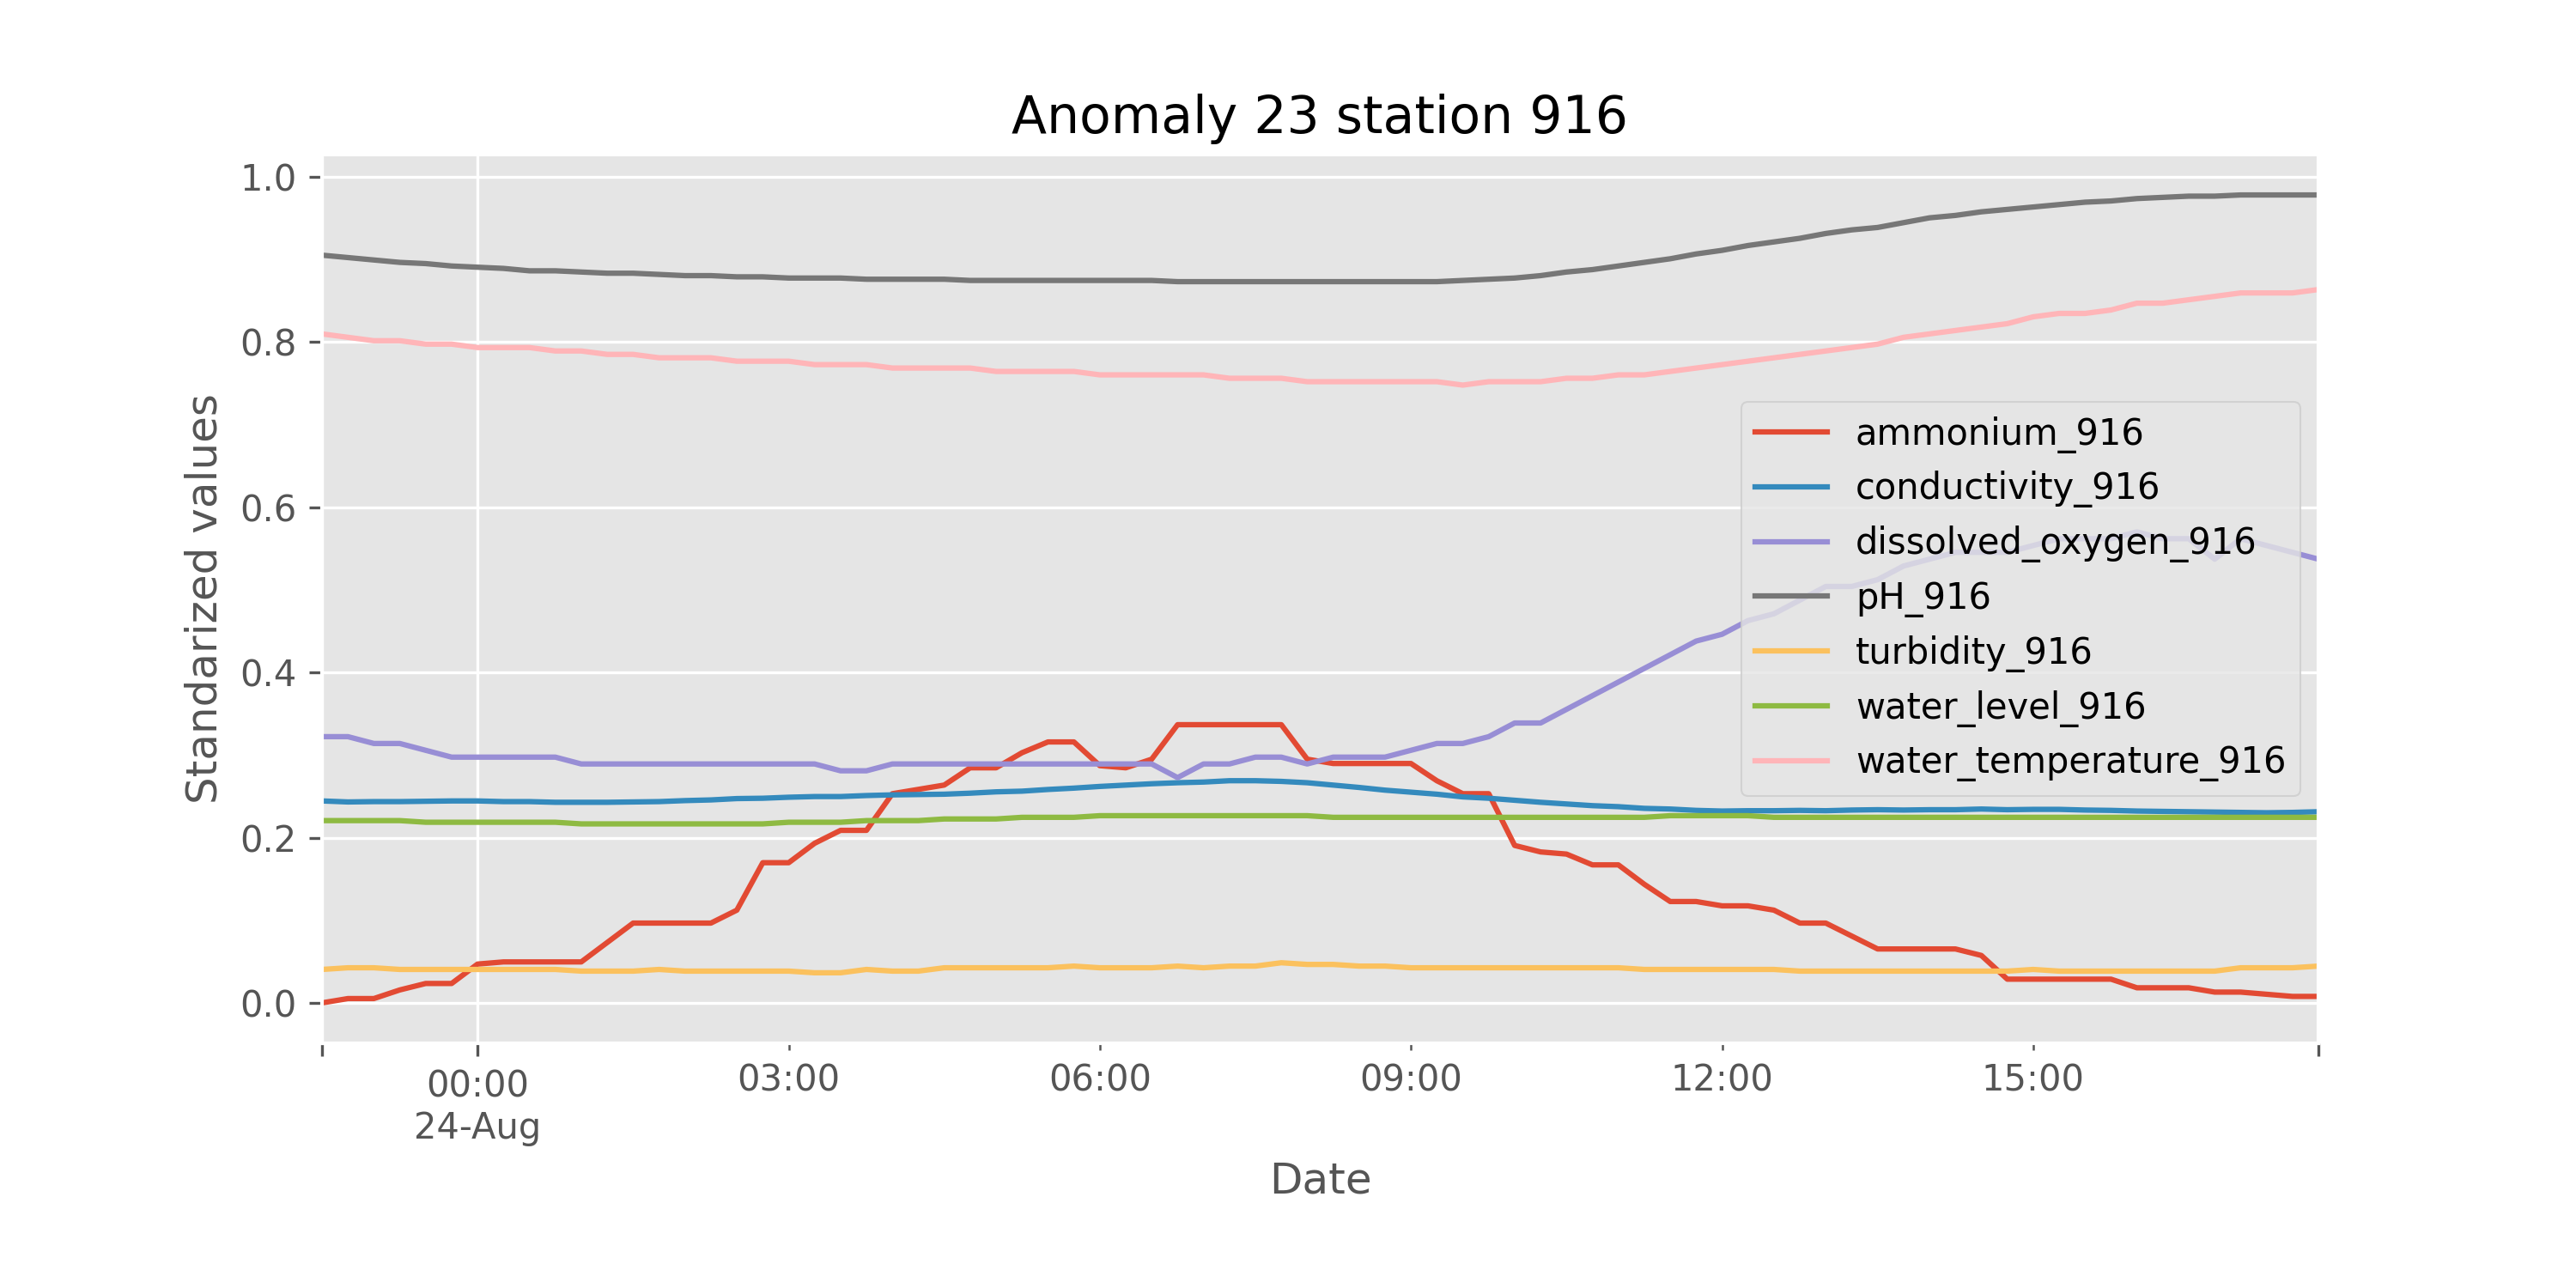 Anomaly 23 station 916
1.0
0.8
0.6
0.4
0.2
0.0
Standarized values
ammonium_916
conductivity_916
dissolved_oxygen_916
pH_916
turbidity_916
water_level_916
water_temperature_916
00:00 03:00 06:00 09:00 12:00 15:00
24-Aug
Date